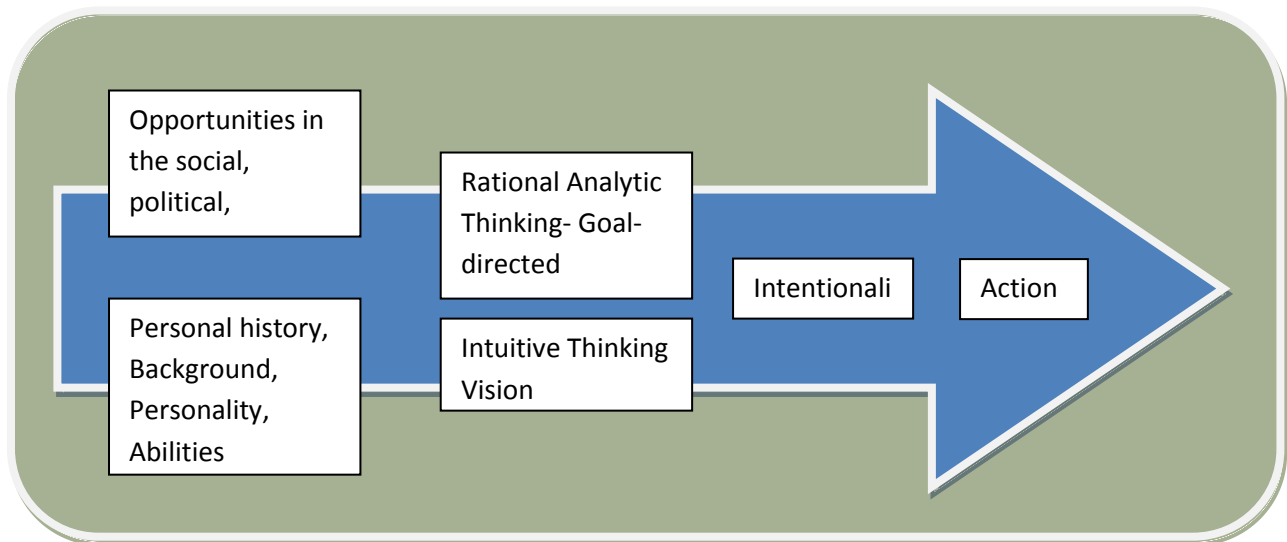 Opportunities in
the social,
political,
Personal history,
Background,
Personality,
Abilities
Rational Analytic
Thinking- Goal-
directed
Intuitive Thinking
Vision
Intentionali
Action